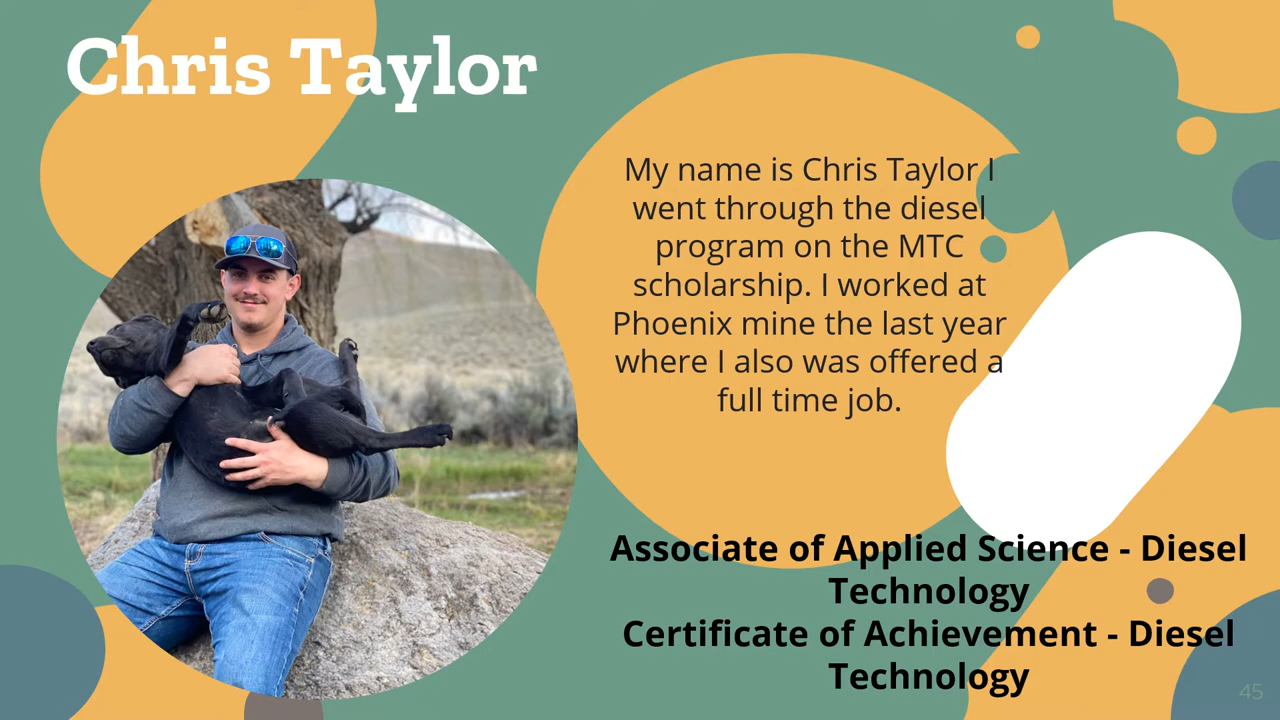 Chris Taylor
My name is Chris Taylor I
went through the diesel
program on the MTC
scholarship. I worked at
Phoenix mine the last year
where I also was offered a
full time job.
Associate of Applied Science - Diesel
Technology
Certificate of Achievement - Diesel
Technology
45